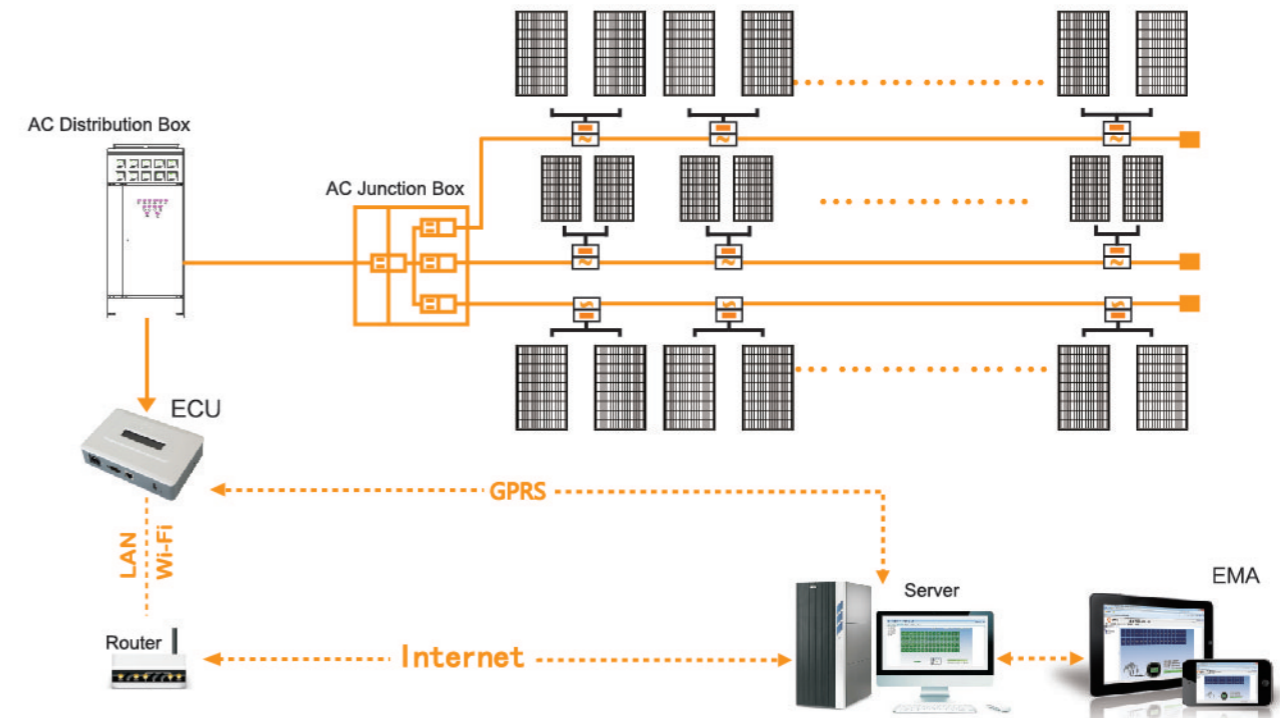 AC Distribution Box
AC Junction Box
ECU
GPRS
LAN
Wi-Fi
Server
EMA
Router
Internet